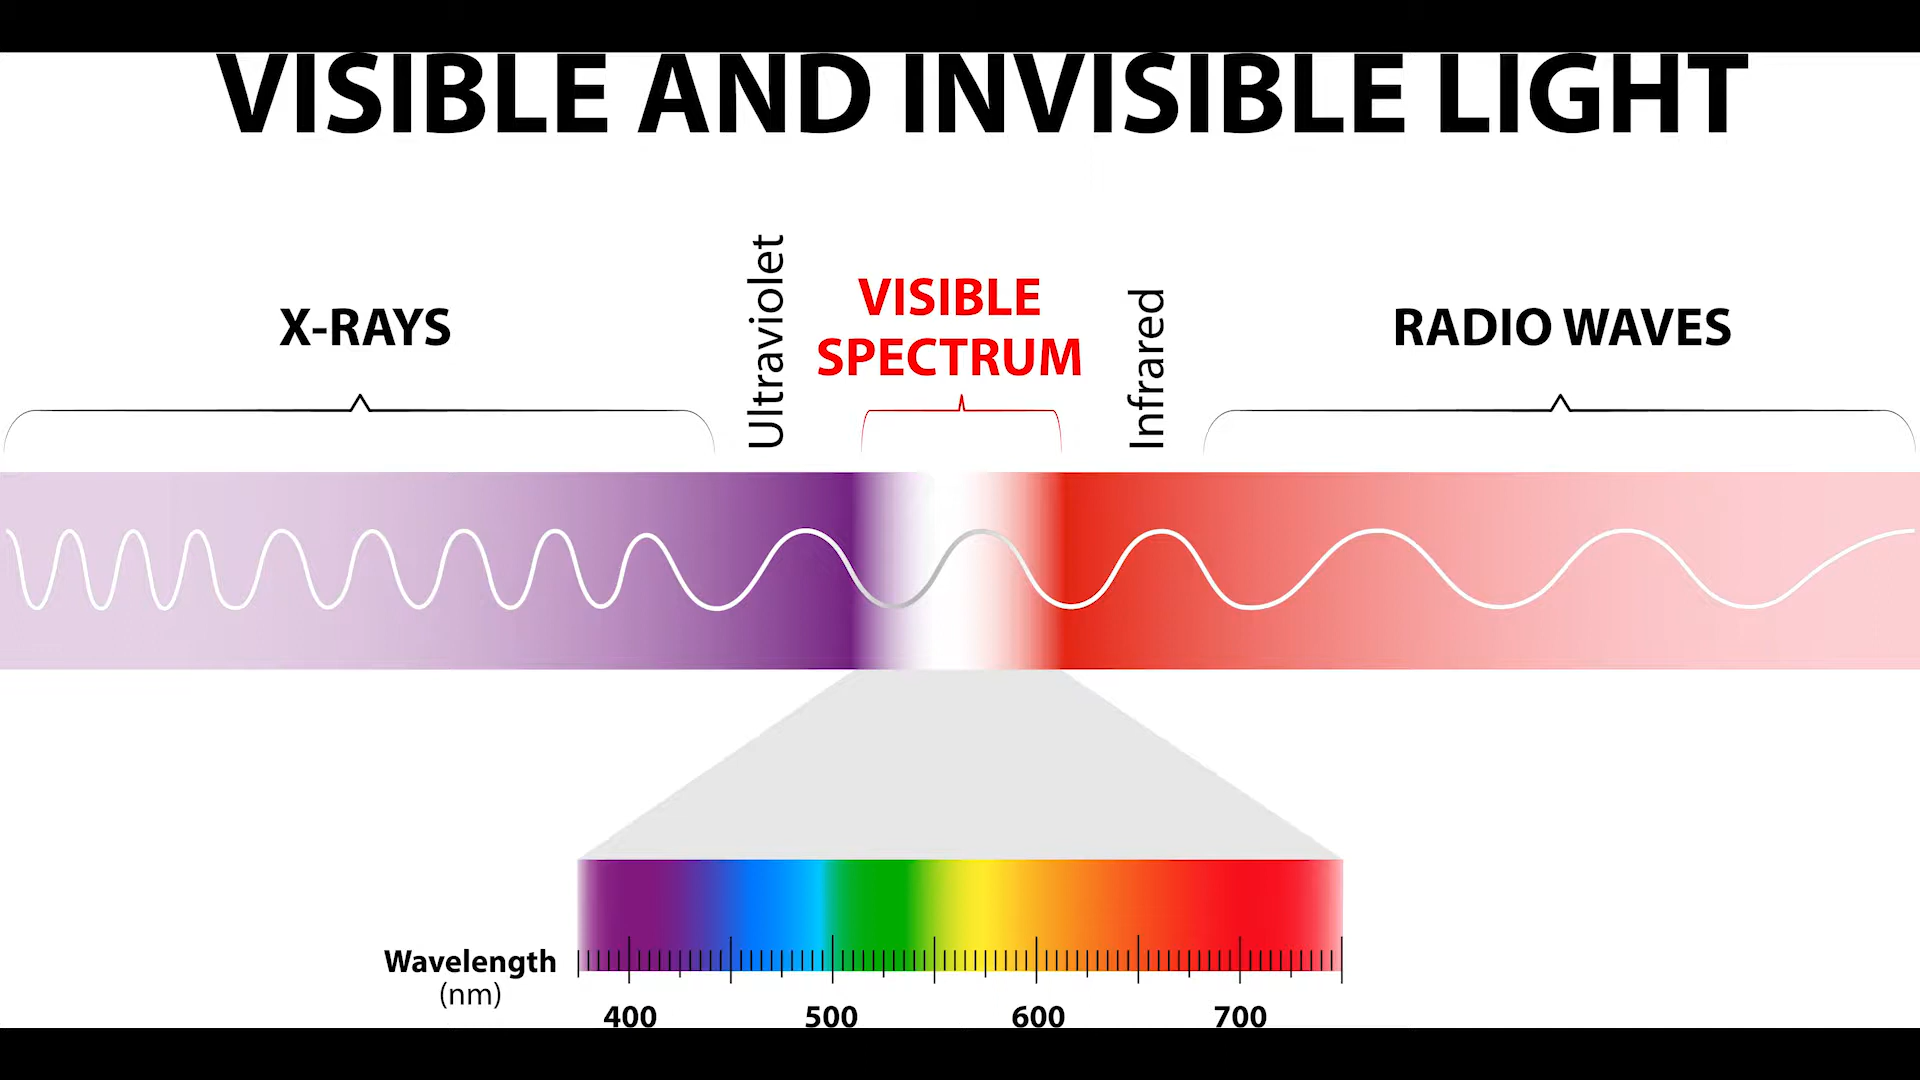 VISIBLE AND INVISIBLE LIGHT
X-RAYS
Ultraviolet
VISIBLE
SPECTRUM
Infrared
RADIO WAVES
Wavelength
(nm)
400 500 600 700